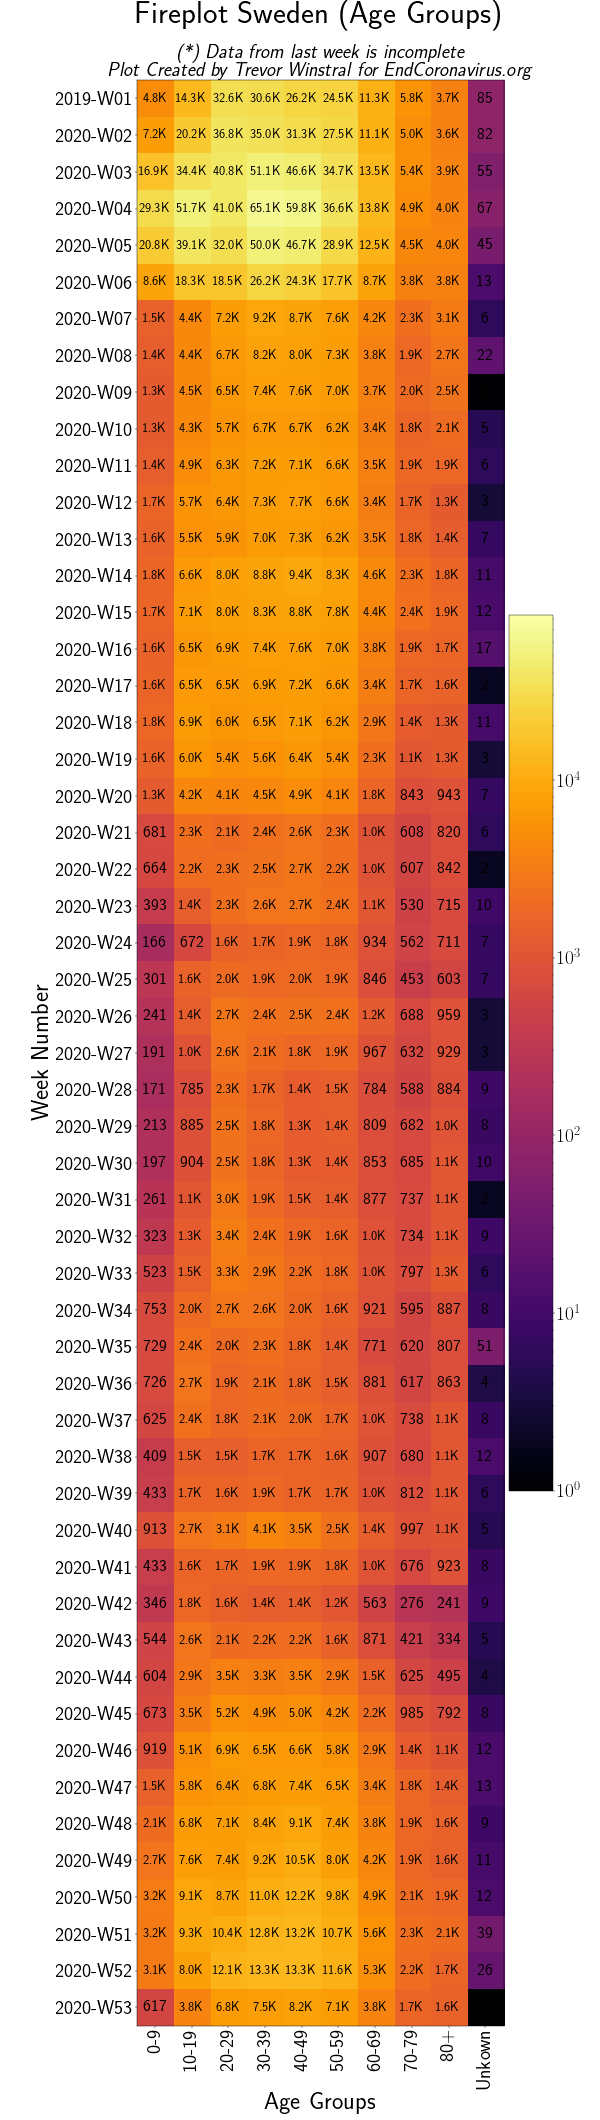 Fireplot Sweden (Age Groups)
(*) Data from last week is incomplete
Plot Created by Trevor Winstral for EndCoronavirus.org
2019-W01 4.8K 14.3K 32.6K 30.6K 26.2K 24.5K 11.3K 5.8K 3.7K 85
2020-W02 7.2K 20.2K 36.8K 35.0K 31.3K 27.5K 11.1K 5.0K 3.6K 82
2020-W03 16.9K 34.4K 40.8K 51.1K 46.6K 34.7K 13.5K 5.4K 3.9K 55
2020-W04 29.3K 51.7K 41.0K 65.1K 59.8K 36.6K 13.8K 4.9K 4.0K 67
2020-W05 20.8K 39.1K 32.0K 50.0K 46.7K 28.9K 12.5K 4.5K 4.0K 45
2020-W06 8.6K 18.3K 18.5K 26.2K 24.3K 17.7K 8.7K 3.8K 3.8K 13
2020-W07 1.5K 4.4K 7.2K 9.2K 8.7K 7.6K 4.2K 2.3K 3.1K 6
2020-W08 1.4K 4.4K 6.7K 8.2K 8.0K 7.3K 3.8K 1.9K 2.7K 22
2020-W09 1.3K 4.5K 6.5K 7.4K 7.6K 7.0K 3.7K 2.0K 2.5K
2020-W10 1.3K 4.3K 5.7K 6.7K 6.7K 6.2K 3.4K 1.8K 2.1K 5
2020-W11 1.4K 4.9K 6.3K 7.2K 7.1K 6.6K 3.5K 1.9K 1.9K 6
2020-W12 1.7K 5.7K 6.4K 7.3K 7.7K 6.6K 3.4K 1.7K 1.3K 3
2020-W13 1.6K 5.5K 5.9K 7.0K 7.3K 6.2K 3.5K 1.8K 1.4K 7
2020-W14 1.8K 6.6K 8.0K 8.8K 9.4K 8.3K 4.6K 2.3K 1.8K 11
2020-W15 1.7K 7.1K 8.0K 8.3K 8.8K 7.8K 4.4K 2.4K 1.9K 12
2020-W16 1.6K 6.5K 6.9K 7.4K 7.6K 7.0K 3.8K 1.9K 1.7K 17
2020-W17 1.6K 6.5K 6.5K 6.9K 7.2K 6.6K 3.4K 1.7K 1.6K 2
2020-W18 1.8K 6.9K 6.0K 6.5K 7.1K 6.2K 2.9K 1.4K 1.3K 11
2020-W19 1.6K 6.0K 5.4K 5.6K 6.4K 5.4K 2.3K 1.1K 1.3K 3
2020-W20 1.3K 4.2K 4.1K 4.5K 4.9K 4.1K 1.8K 843 943 7
2020-W21 681 2.3K 2.1K 2.4K 2.6K 2.3K 1.0K 608 820 6
2020-W22 664 2.2K 2.3K 2.5K 2.7K 2.2K 1.0K 607 842 2
2020-W23 393 1.4K 2.3K 2.6K 2.7K 2.4K 1.1K 530 715 10
2020-W24 166 672 1.6K 1.7K 1.9K 1.8K 934 562 711 7
2020-W25 301 1.6K 2.0K 1.9K 2.0K 1.9K 846 453 603 7
2020-W26 241 1.4K 2.7K 2.4K 2.5K 2.4K 1.2K 688 959 3
2020-W27 191 1.0K 2.6K 2.1K 1.8K 1.9K 967 632 929 3
2020-W28 171 785 2.3K 1.7K 1.4K 1.5K 784 588 884 9
2020-W29 213 885 2.5K 1.8K 1.3K 1.4K 809 682 1.0K 8
2020-W30 197 904 2.5K 1.8K 1.3K 1.4K 853 685 1.1K 10
2020-W31 261 1.1K 3.0K 1.9K 1.5K 1.4K 877 737 1.1K 2
2020-W32 323 1.3K 3.4K 2.4K 1.9K 1.6K 1.0K 734 1.1K 9
2020-W33 523 1.5K 3.3K 2.9K 2.2K 1.8K 1.0K 797 1.3K 6
2020-W34 753 2.0K 2.7K 2.6K 2.0K 1.6K 921 595 887 8
2020-W35 729 2.4K 2.0K 2.3K 1.8K 1.4K 771 620 807 51
2020-W36 726 2.7K 1.9K 2.1K 1.8K 1.5K 881 617 863 4
2020-W37 625 2.4K 1.8K 2.1K 2.0K 1.7K 1.0K 738 1.1K 8
2020-W38 409 1.5K 1.5K 1.7K 1.7K 1.6K 907 680 1.1K 12
2020-W39 433 1.7K 1.6K 1.9K 1.7K 1.7K 1.0K 812 1.1K 6
2020-W40 913 2.7K 3.1K 4.1K 3.5K 2.5K 1.4K 997 1.1K 5
2020-W41 433 1.6K 1.7K 1.9K 1.9K 1.8K 1.0K 676 923 8
2020-W42 346 1.8K 1.6K 1.4K 1.4K 1.2K 563 276 241 9
2020-W43 544 2.6K 2.1K 2.2K 2.2K 1.6K 871 421 334 5
2020-W44 604 2.9K 3.5K 3.3K 3.5K 2.9K 1.5K 625 495 4
2020-W45 673 3.5K 5.2K 4.9K 5.0K 4.2K 2.2K 985 792 8
2020-W46 919 5.1K 6.9K 6.5K 6.6K 5.8K 2.9K 1.4K 1.1K 12
2020-W47 1.5K 5.8K 6.4K 6.8K 7.4K 6.5K 3.4K 1.8K 1.4K 13
2020-W48 2.1K 6.8K 7.1K 8.4K 9.1K 7.4K 3.8K 1.9K 1.6K 9
2020-W49 2.7K 7.6K 7.4K 9.2K 10.5K 8.0K 4.2K 1.9K 1.6K 11
2020-W50 3.2K 9.1K 8.7K 11.0K 12.2K 9.8K 4.9K 2.1K 1.9K 12
2020-W51 3.2K 9.3K 10.4K 12.8K 13.2K 10.7K 5.6K 2.3K 2.1K 39
2020-W52 3.1K 8.0K 12.1K 13.3K 13.3K 11.6K 5.3K 2.2K 1.7K 26
2020-W53 617 3.8K 6.8K 7.5K 8.2K 7.1K 3.8K 1.7K 1.6K
0-9 10-19 20-29 30-39 40-49 50-59 60-69 70-79 80+ Unkown
Age Groups
Week Number
10⁴
10³
10²
10¹
10⁰